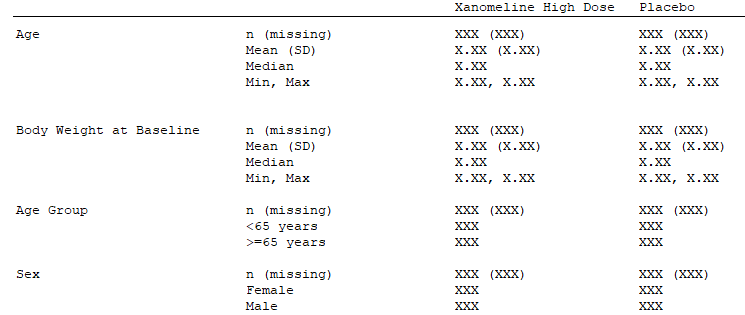 Xanomeline High Dose Placebo
Age n (missing) XXX (XXX) XXX (XXX)
Mean (SD) X.XX (X.XX) X.XX (X.XX)
Median X.XX X.XX
Min, Max X.XX, X.XX X.XX, X.XX
Body Weight at Baseline n (missing) XXX (XXX) XXX (XXX)
Mean (SD) X.XX (X.XX) X.XX (X.XX)
Median X.XX X.XX
Min, Max X.XX, X.XX X.XX, X.XX
Age Group n (missing) XXX (XXX) XXX (XXX)
<65 years XXX XXX
>=65 years XXX XXX
Sex n (missing) XXX (XXX) XXX (XXX)
Female XXX XXX
Male XXX XXX